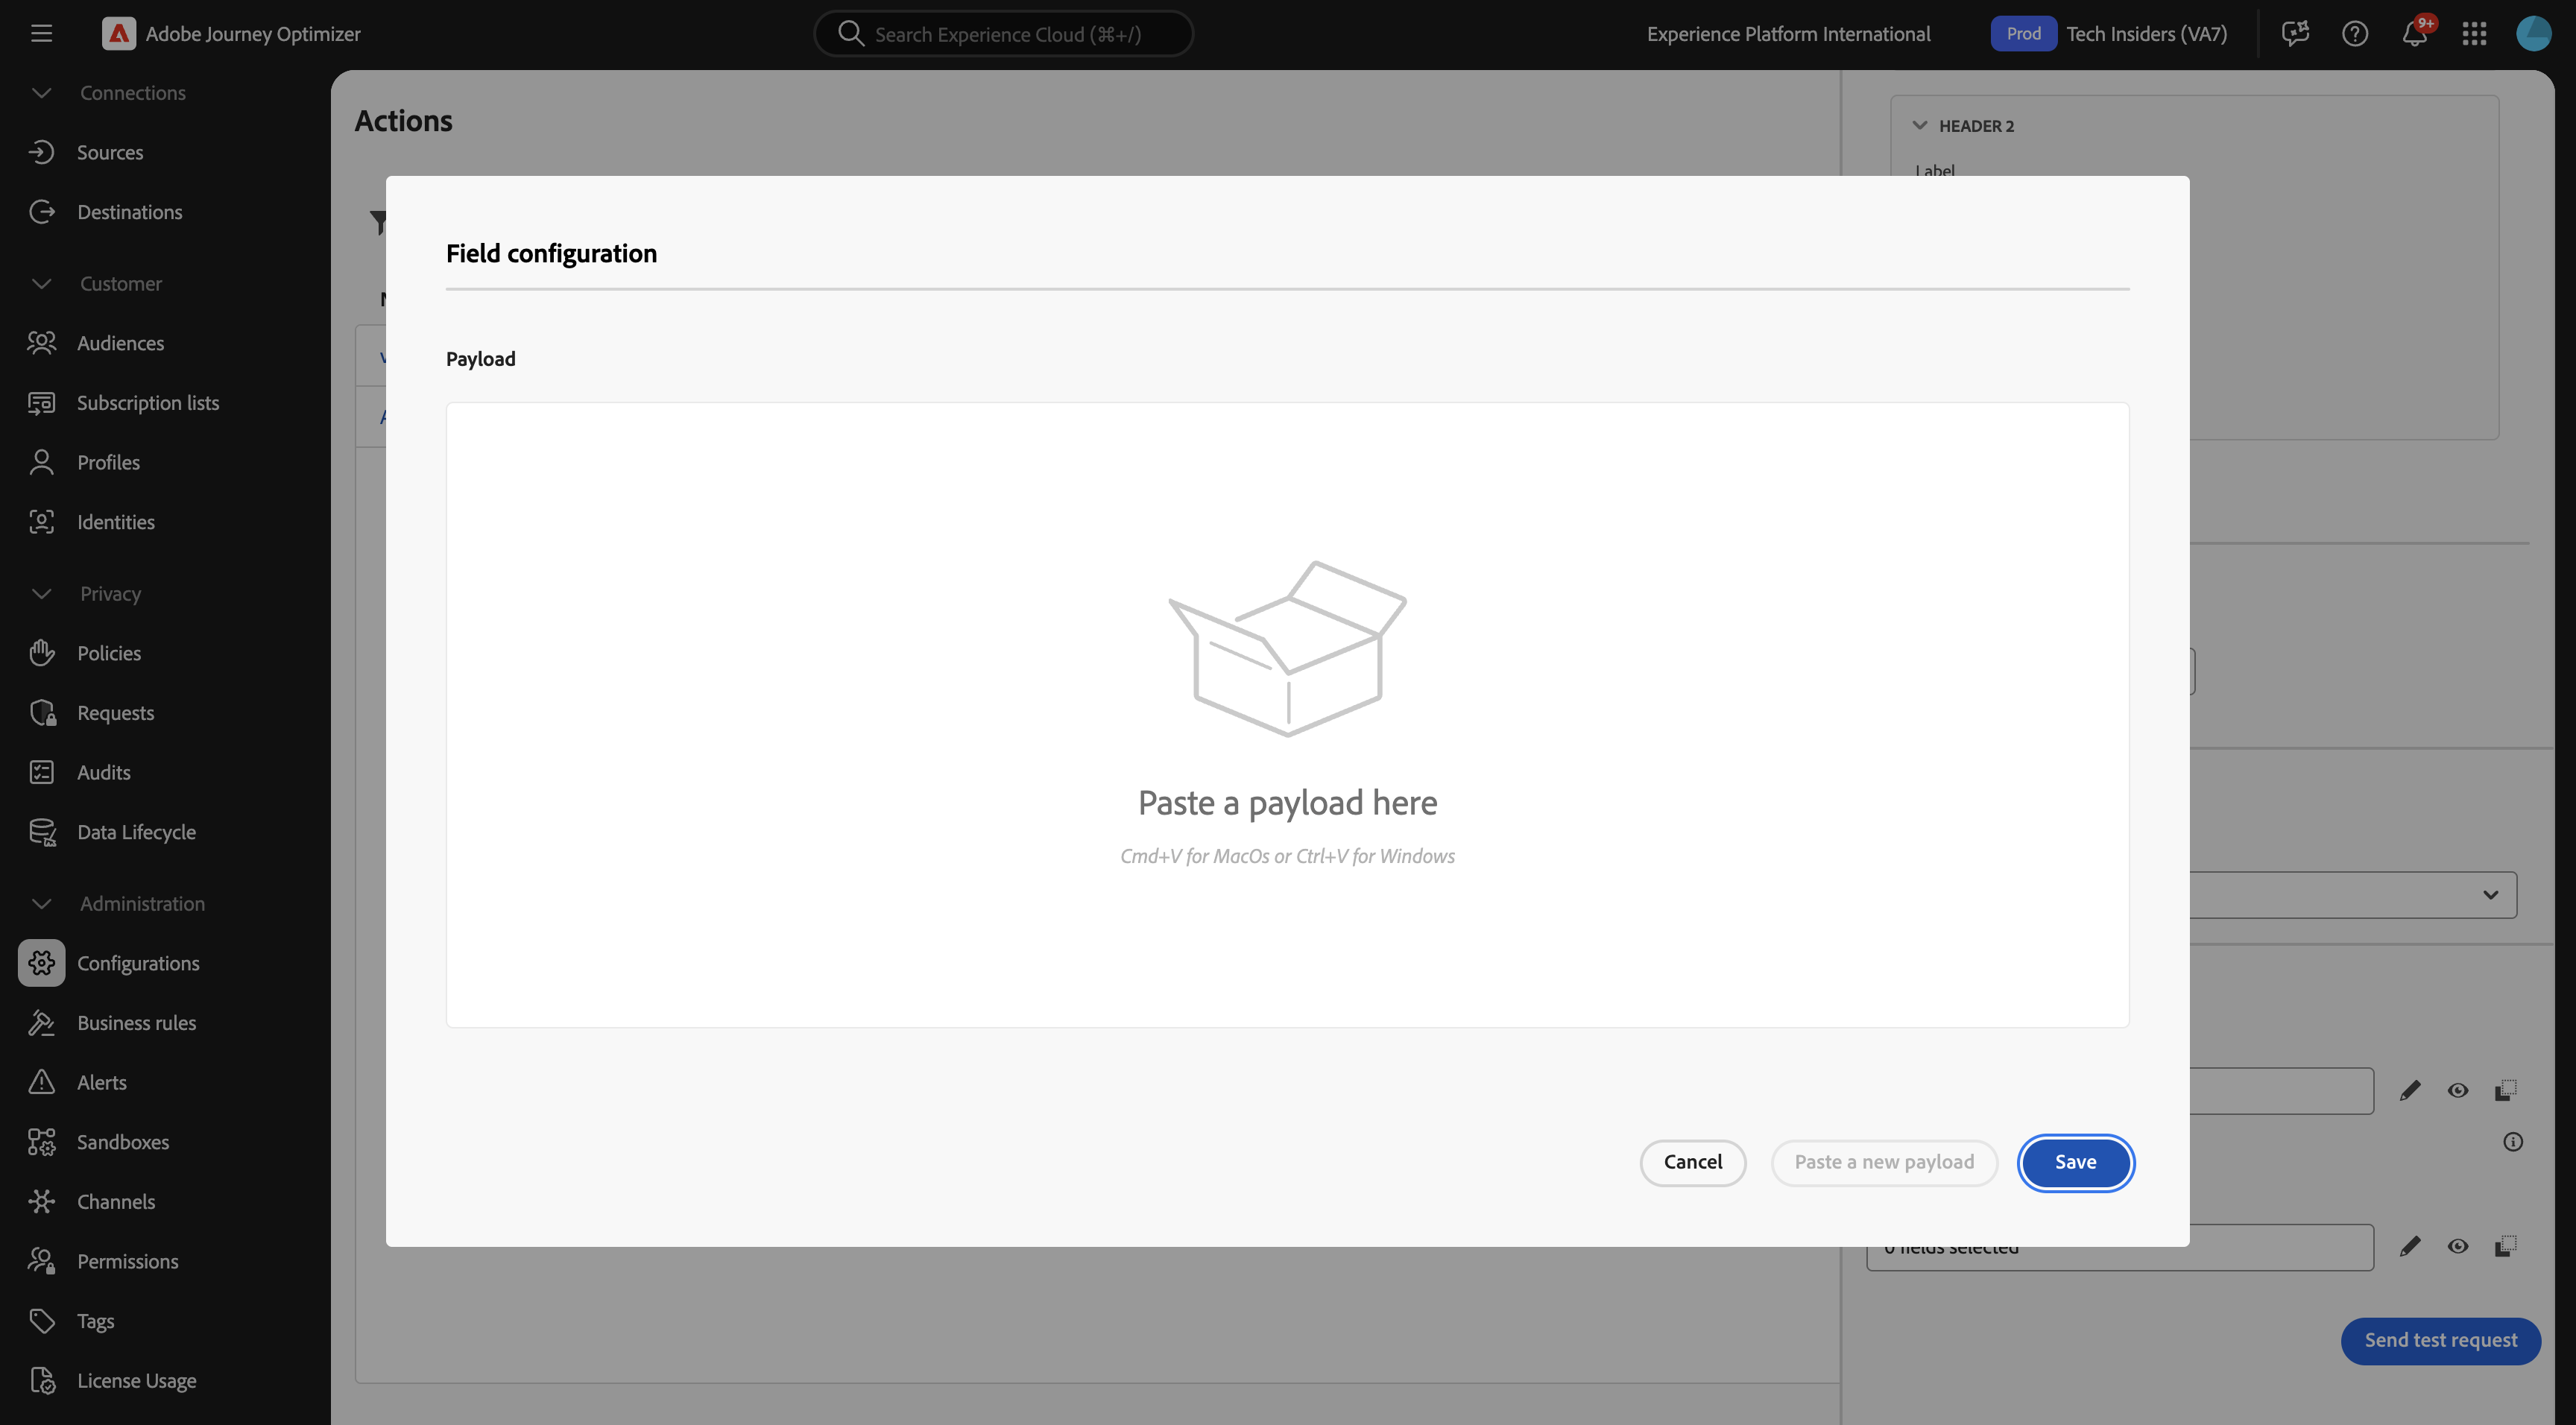 Adobe Journey Optimizer
Search Experience Cloud (⌘+/)
Experience Platform International
Prod
Tech Insiders (VA7)
9+
Connections
Sources
Destinations
Customer
Audiences
Subscription lists
Profiles
Identities
Privacy
Policies
Requests
Audits
Data Lifecycle
Administration
Configurations
Business rules
Alerts
Sandboxes
Channels
Permissions
Tags
License Usage
Actions
HEADER 2
Label
Field configuration
Payload
Paste a payload here
Cmd+V for MacOs or Ctrl+V for Windows
Cancel
Paste a new payload
Save
0 fields selected
Send test request